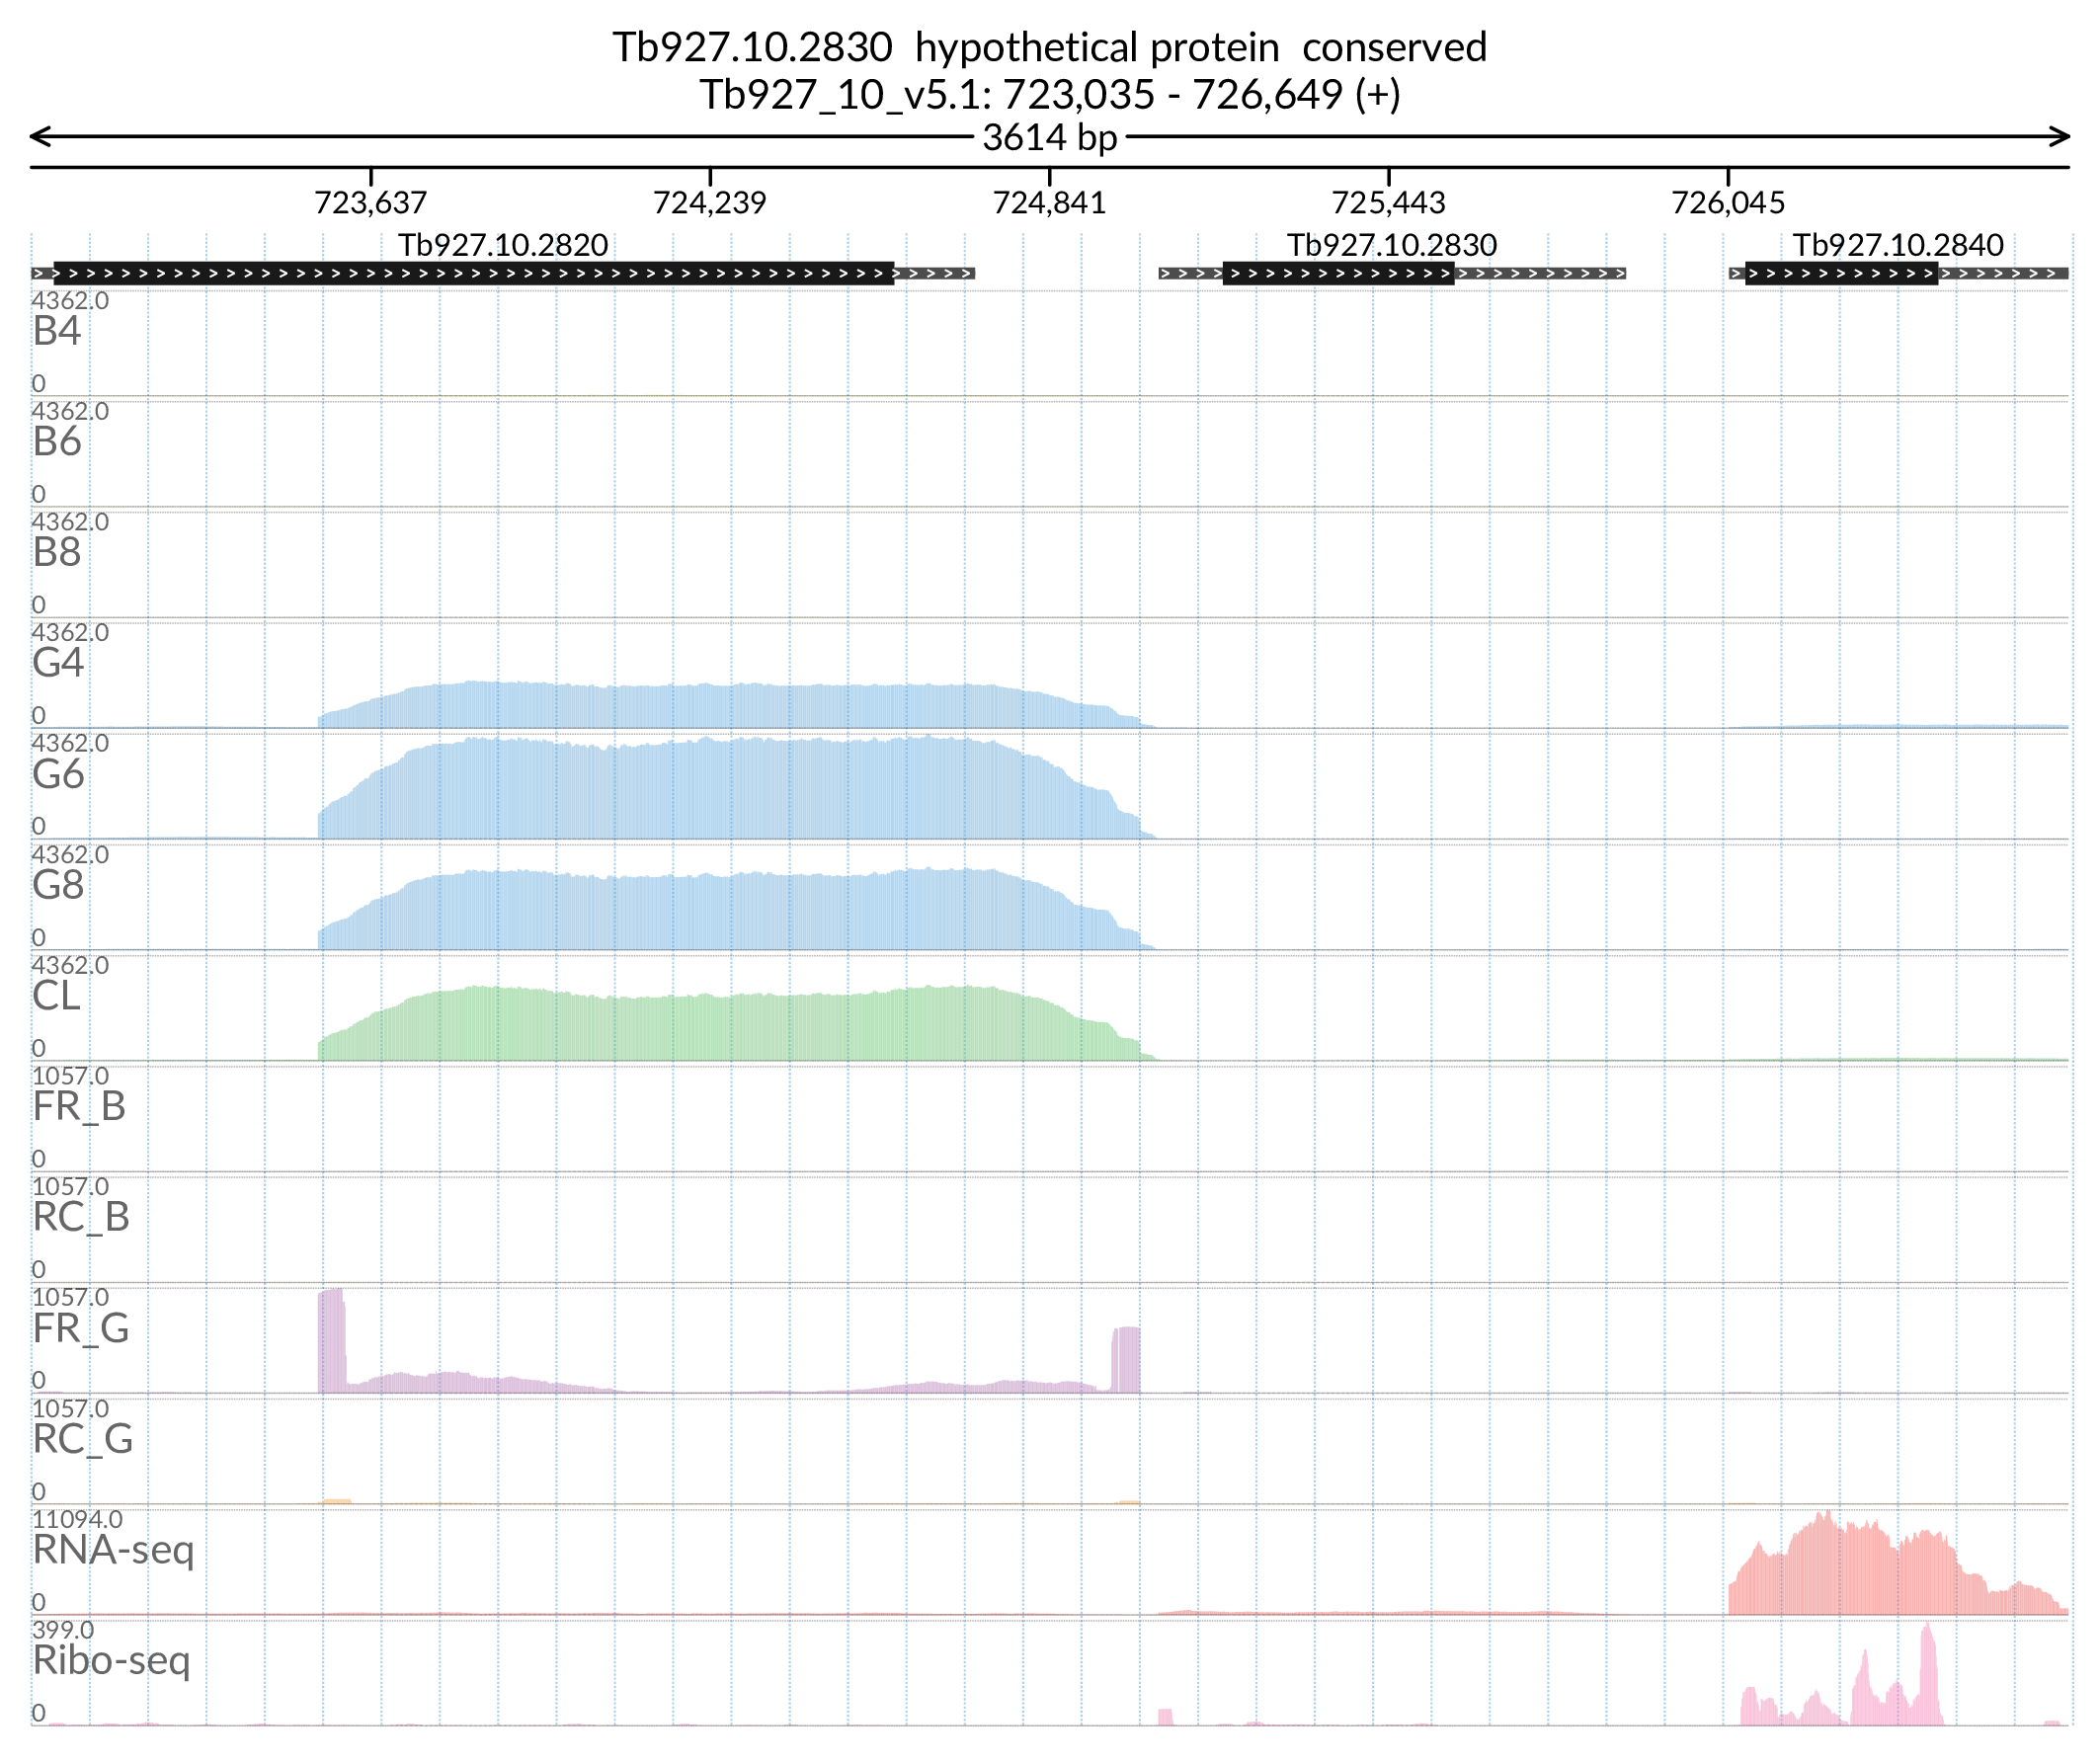 Tb927.10.2830 hypothetical protein conserved
Tb927_10_v5.1: 723,035 - 726,649 (+)
3614 bp
723,637 724,239 724,841 725,443 726,045
Tb927.10.2820 Tb927.10.2830 Tb927.10.2840
4362.0
B4
0
4362.0
B6
0
4362.0
B8
0
4362.0
G4
0
4362.0
G6
0
4362.0
G8
0
4362.0
CL
0
1057.0
FR_B
0
1057.0
RC_B
0
1057.0
FR_G
0
1057.0
RC_G
0
11094.0
RNA-seq
0
399.0
Ribo-seq
0